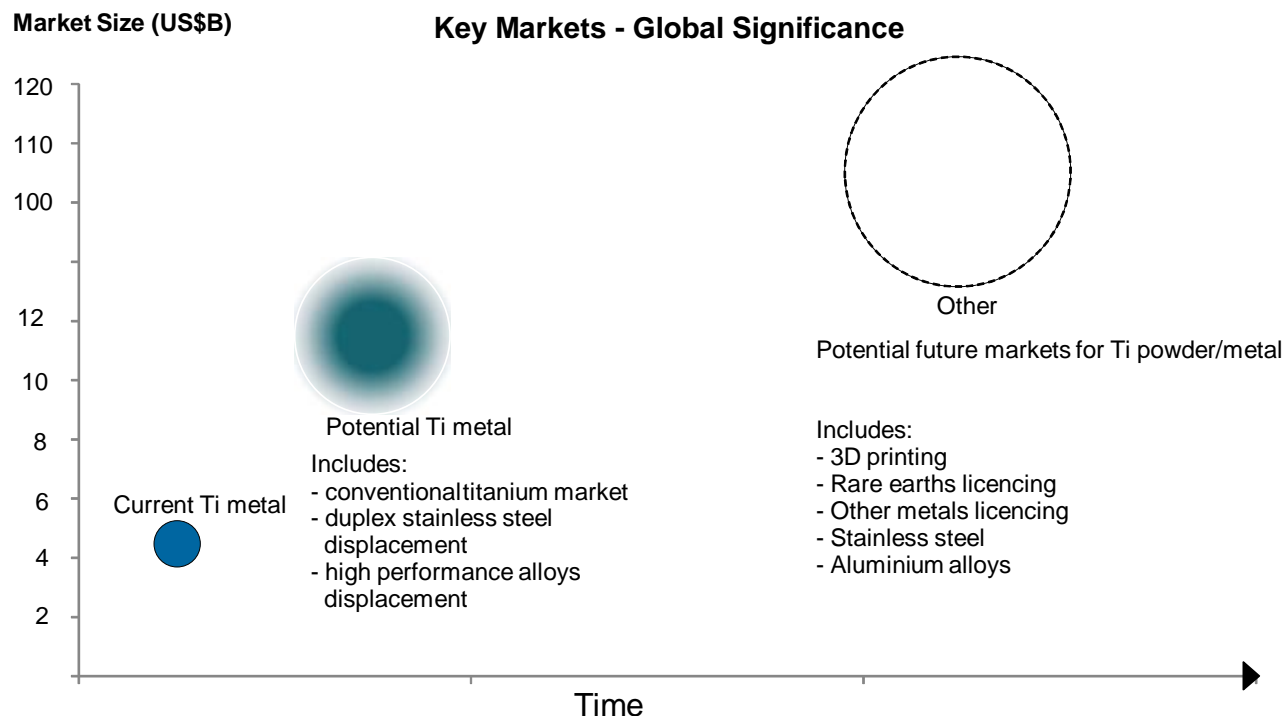 Market Size (US$B)
Key Markets - Global Significance
120
110
100
12
10
8
6
4
2
Current Ti metal
Potential Ti metal
Includes:
- conventionaltitanium market
- duplex stainless steel
displacement
- high performance alloys
displacement
Other
Potential future markets for Ti powder/metal
Includes:
- 3D printing
- Rare earths licencing
- Other metals licencing
- Stainless steel
- Aluminium alloys
Time